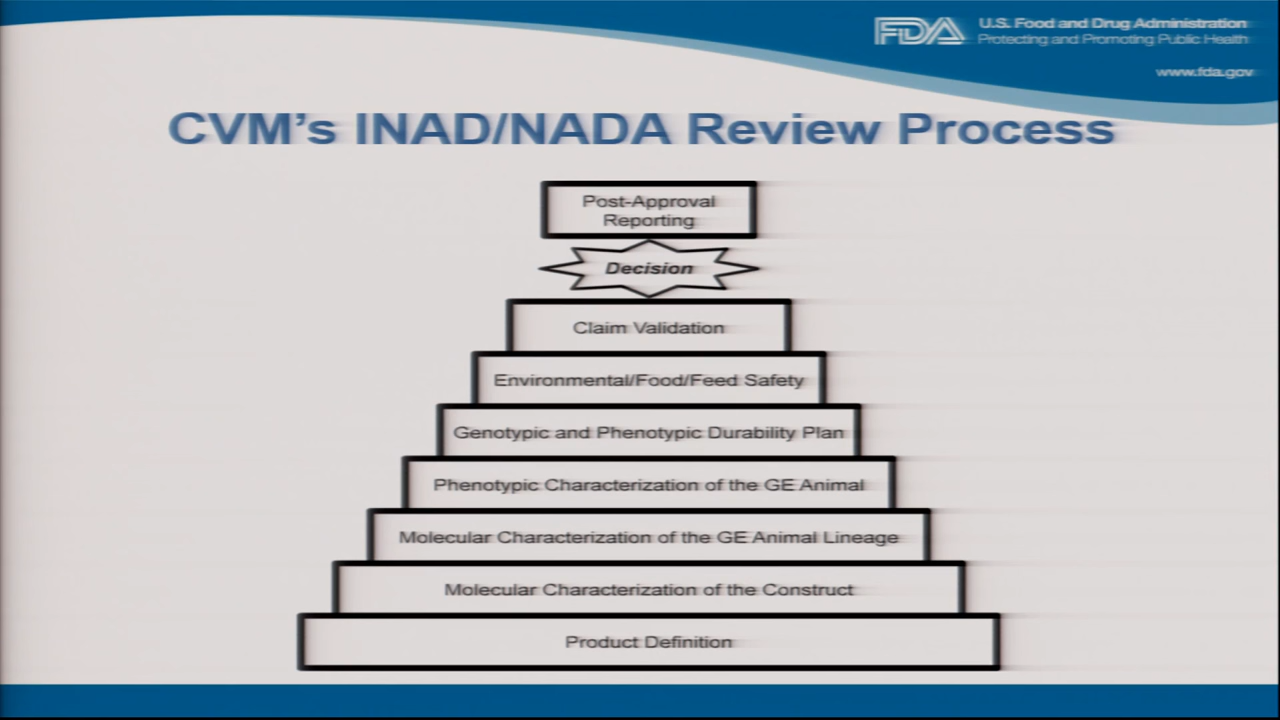 FDA
U.S. Food and Drug Administration
Protecting and Promoting Public Health
www.fda.gov
CVM's INAD/NADA Review Process
Post-Approval
Reporting
Decision
Claim Validation
Environmental/Food/Feed Safety
Genotypic and Phenotypic Durability Plan
Phenotypic Characterization of the GE Animal
Molecular Characterization of the GE Animal Lineage
Molecular Characterization of the Construct
Product Definition